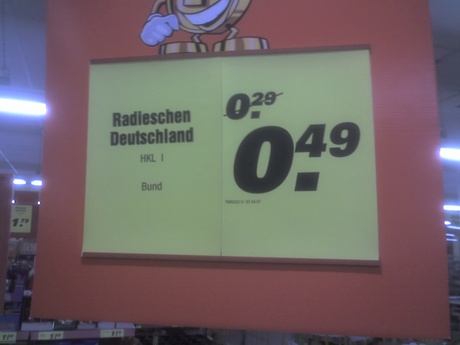 Radieschen
Deutschland
HKL I
Bund
0.29
0.49